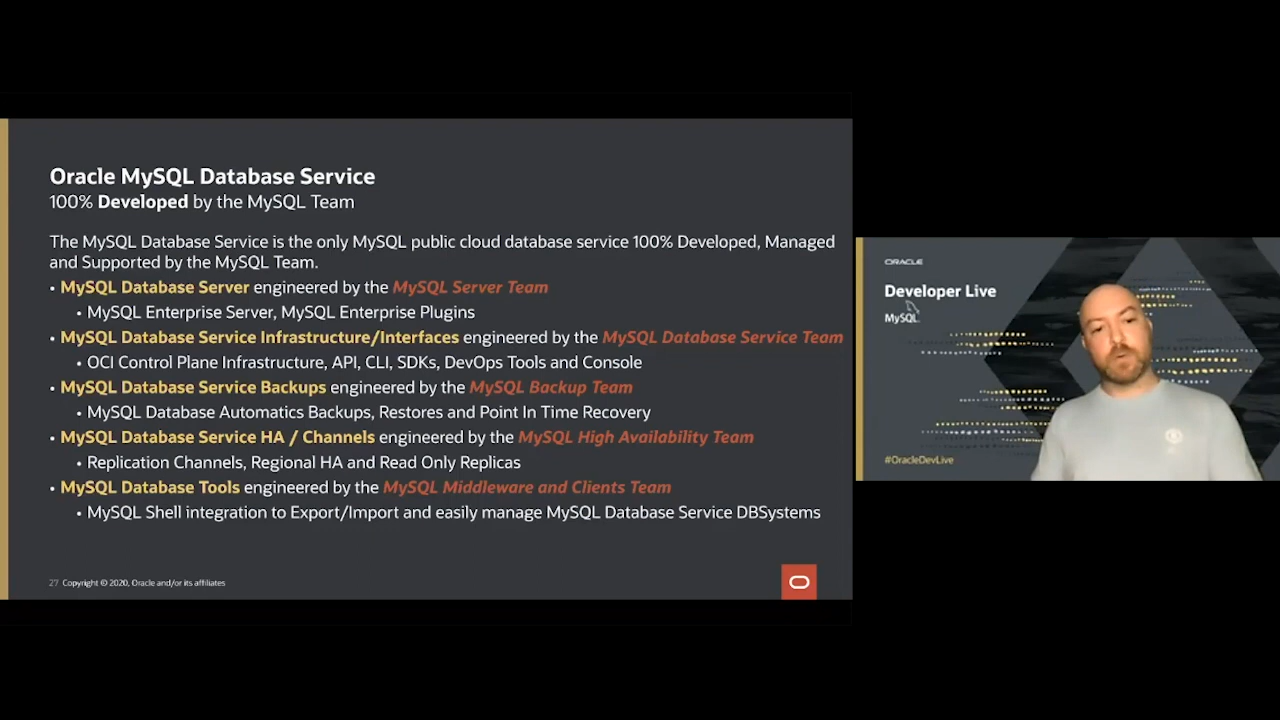 Oracle MySQL Database Service
100% Developed by the MySQL Team
The MySQL Database Service is the only MySQL public cloud database service 100% Developed, Managed
and Supported by the MySQL Team.
• MySQL Database Server engineered by the MySQL Server Team
• MySQL Enterprise Server, MySQL Enterprise Plugins
• MySQL Database Service Infrastructure/Interfaces engineered by the MySQL Database Service Team
• OCI Control Plane Infrastructure, API, CLI, SDKs, DevOps Tools and Console
• MySQL Database Service Backups engineered by the MySQL Backup Team
• MySQL Database Automatics Backups, Restores and Point In Time Recovery
• MySQL Database Service HA / Channels engineered by the MySQL High Availability Team
• Replication Channels, Regional HA and Read Only Replicas
• MySQL Database Tools engineered by the MySQL Middleware and Clients Team
• MySQL Shell integration to Export/Import and easily manage MySQL Database Service DBSystems
27 Copyright © 2020, Oracle and/or its affiliates
ORACLE
Developer Live
MySQL
#OracleDevLive